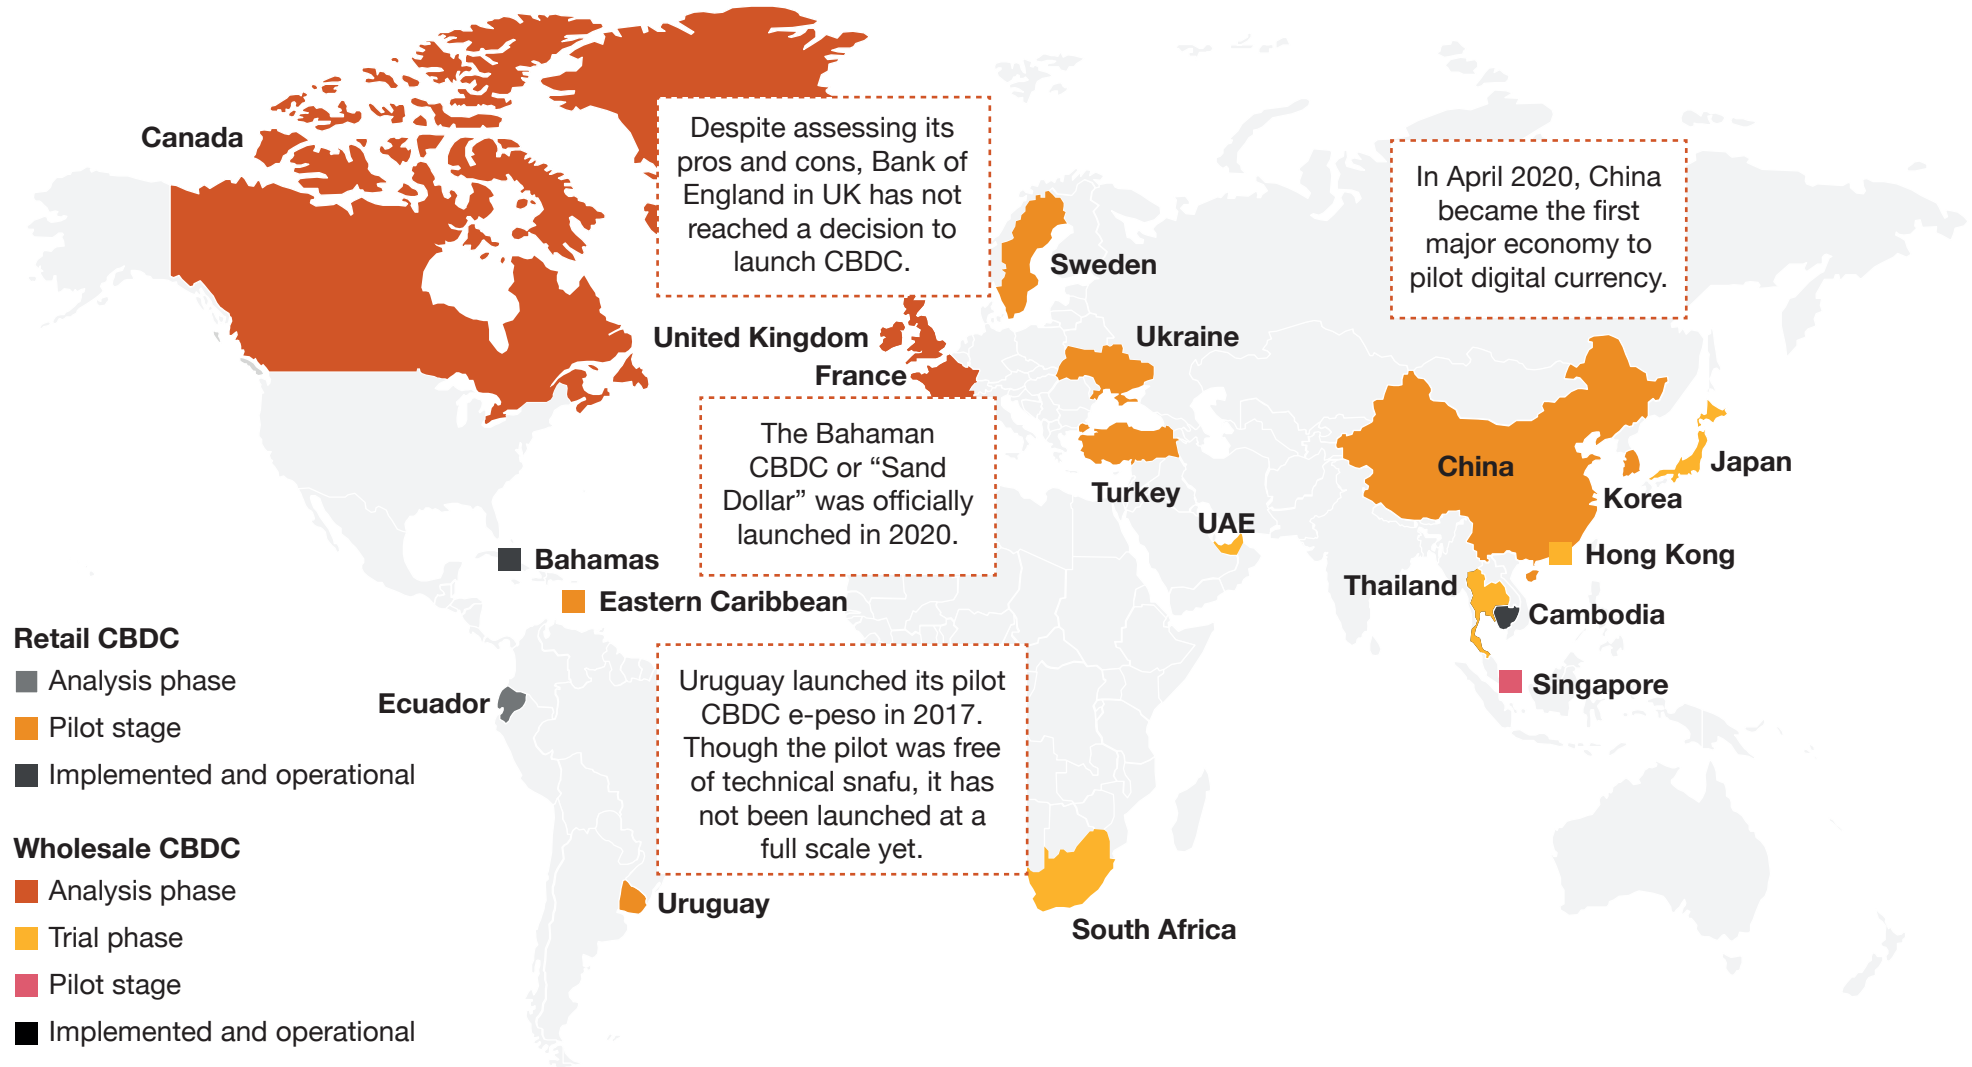 Canada
Despite assessing its
pros and cons, Bank of
England in UK has not
reached a decision to
launch CBDC.
In April 2020, China
became the first
major economy to
pilot digital currency.
Sweden
United Kingdom
Ukraine
France
The Bahaman
CBDC or “Sand
Dollar” was officially
launched in 2020.
China
Japan
Turkey
Korea
UAE
Bahamas
Hong Kong
Thailand
Eastern Caribbean
Cambodia
Singapore
Ecuador
Uruguay launched its pilot
CBDC e-peso in 2017.
Though the pilot was free
of technical snafu, it has
not been launched at a
full scale yet.
Uruguay
South Africa
Retail CBDC
Analysis phase
Pilot stage
Implemented and operational
Wholesale CBDC
Analysis phase
Trial phase
Pilot stage
Implemented and operational